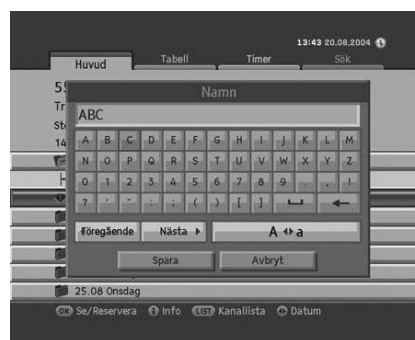 13:43 20,08,2004
Huvud Tabell Timer Sök
Namn
ABC
A B C D E F G H I J K L M
N O P Q R S T U V W X Y Z
0 1 2 3 4 5 6 7 8 9 . , !
? ' " : ; ( ) [ ]
Föregående Nästa A a
Spara Avbryt
25.08 Onsdag
OK Se/Reservera i Info LIST Kanallista Datum